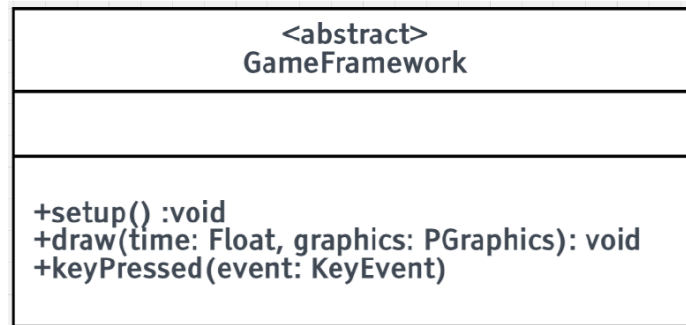 <abstract>
GameFramework
+setup() :void
+draw(time: Float, graphics: PGraphics): void
+keyPressed(event: KeyEvent)